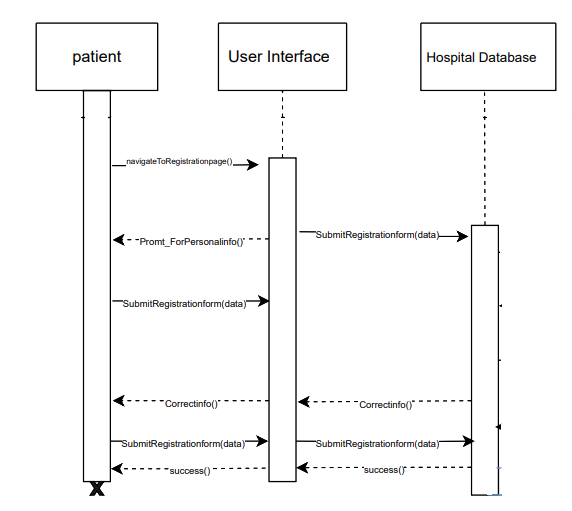 patient
User Interface
Hospital Database
navigateToRegistrationpage()
SubmitRegistrationform(data)
Promt_ForPersonalinfo()
SubmitRegistrationform(data)
Correctinfo()
Correctinfo()
SubmitRegistrationform(data)
SubmitRegistrationform(data)
success()
success()